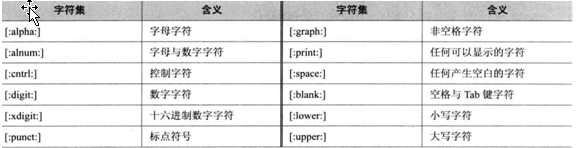 字符集 含义 字符集 含义
[:alpha:] 字母字符 [:graph:] 非空格字符
[:alnum:] 字母与数字字符 [:print:] 任何可以显示的字符
[:cntrl:] 控制字符 [:space:] 任何产生空白的字符
[:digit:] 数字字符 [:blank:] 空格与 Tab 键字符
[:xdigit:] 十六进制数字字符 [:lower:] 小写字符
[:punct:] 标点符号 [:upper:] 大写字符